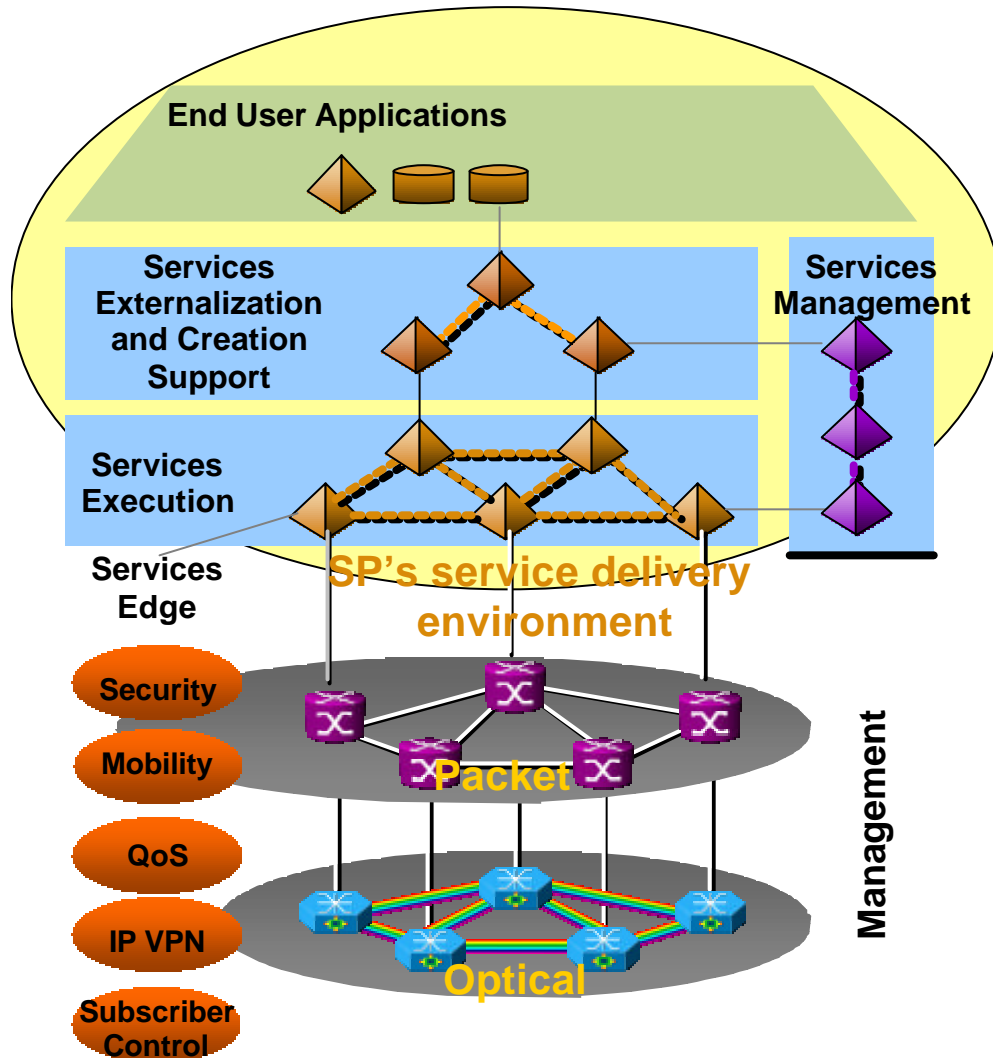 End User Applications
Services
Externalization
and Creation
Support
Services
Management
Services
Execution
Services
Edge
SP's service delivery
environment
Security
Mobility
QoS
IP VPN
Subscriber
Control
Packet
Optical
Management